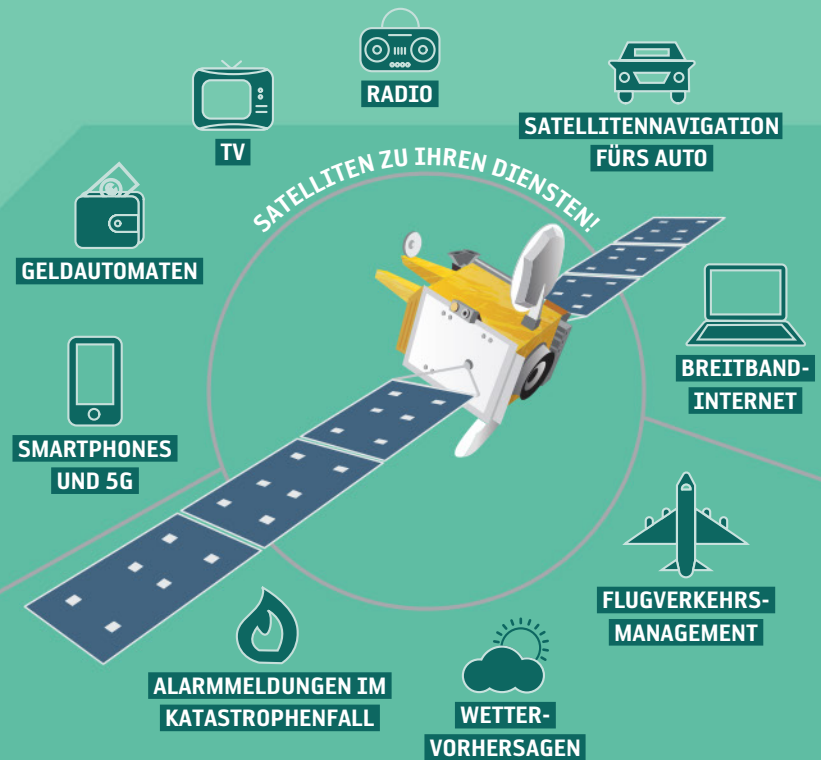 RADIO
TV
SATELLITENNAVIGATION
FÜRS AUTO
SATELLITEN ZU IHREN DIENSTEN!
GELDAUTOMATEN
BREITBAND-
INTERNET
SMARTPHONES
UND 5G
FLUGVERKEHRS-
MANAGEMENT
ALARMMELDUNGEN IM
KATASTROPHENFALL
WETTER-
VORHERSAGEN